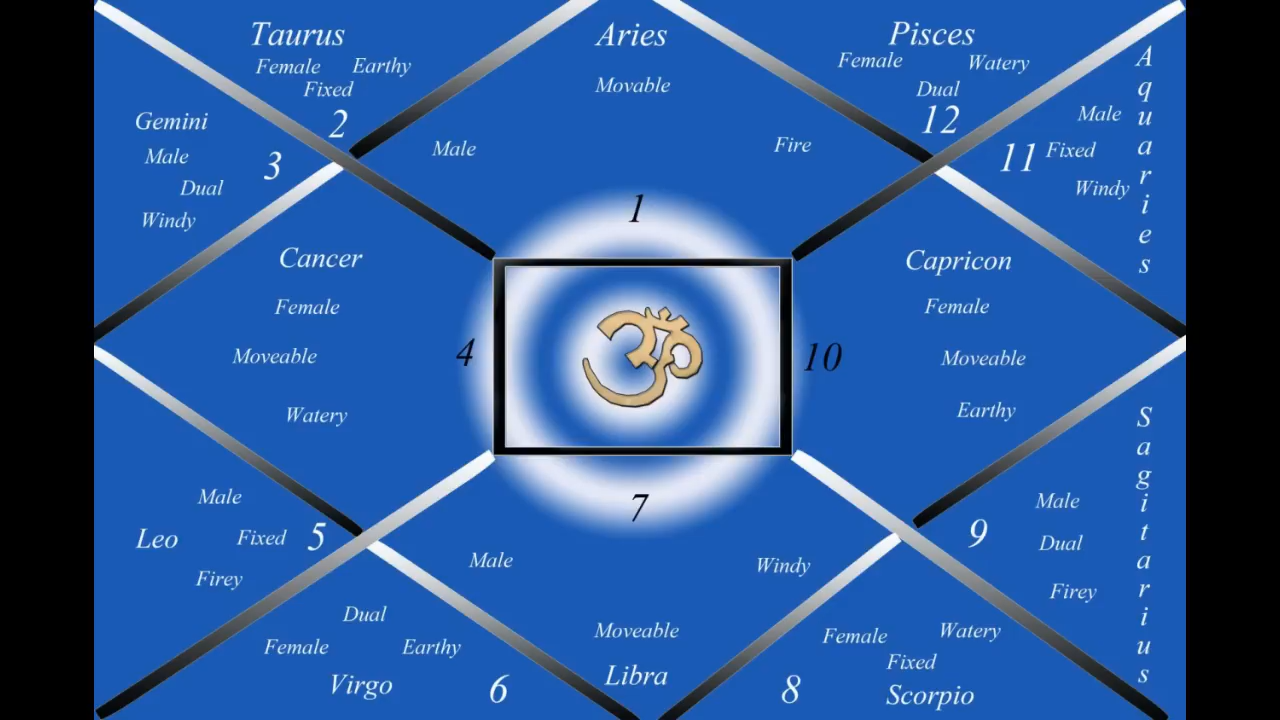 Taurus
Female Earthy
Fixed
2
Aries
Movable
Male
Fire
1
Pisces
Female Watery
Dual
12
Aquaries
Male
11 Fixed
Windy
Gemini
Male
3
Dual
Windy
Cancer
Female
Moveable
4
Watery
ॐ
Capricon
Female
10
Moveable
Earthy
Male
Leo Fixed 5
Firey
7
Male
Windy
Moveable
Libra
Sagitarius
Male
9
Dual
Firey
Dual
Female Earthy
Virgo
6
Female Watery
Fixed
8
Scorpio